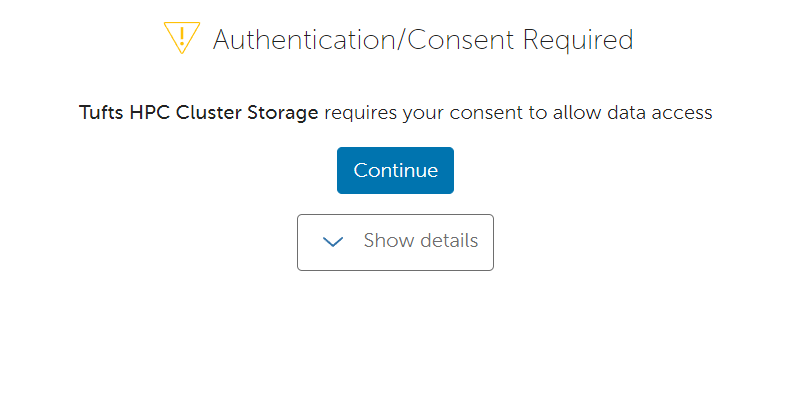 Authentication/Consent Required
Tufts HPC Cluster Storage requires your consent to allow data access
Continue
Show details